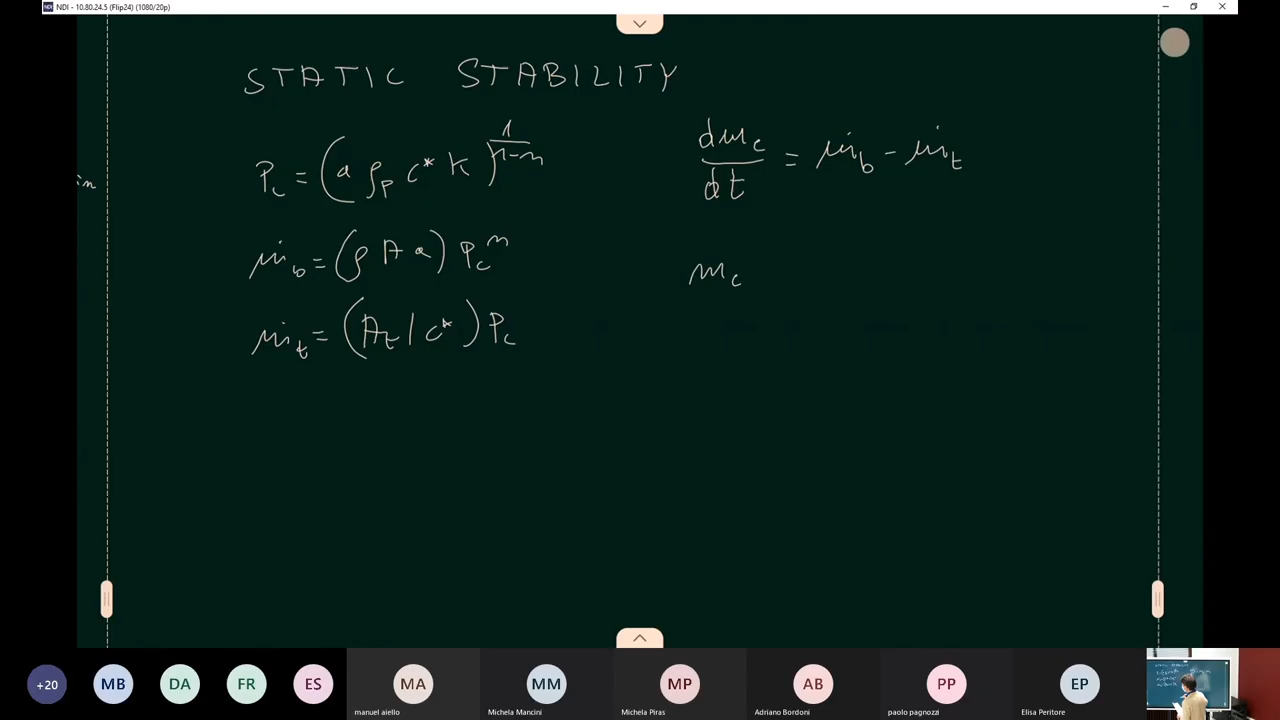 NDI - 10.80.24.5 (Flip24) (1080/20p)
STATIC STABILITY
P_c = (a ρ_p c* K)^(1/(1-n))
dm_c/dt = ṁ_b - ṁ_t
in
ṁ_b = (ρ A a) P_c^n
m_c
ṁ_t = (A_t / c*) P_c
+20 MB DA FR ES MA MM MP AB PP EP
manuel aiello Michela Mancini Michela Piras Adriano Bordoni paolo pagnozzi Elisa Peritore